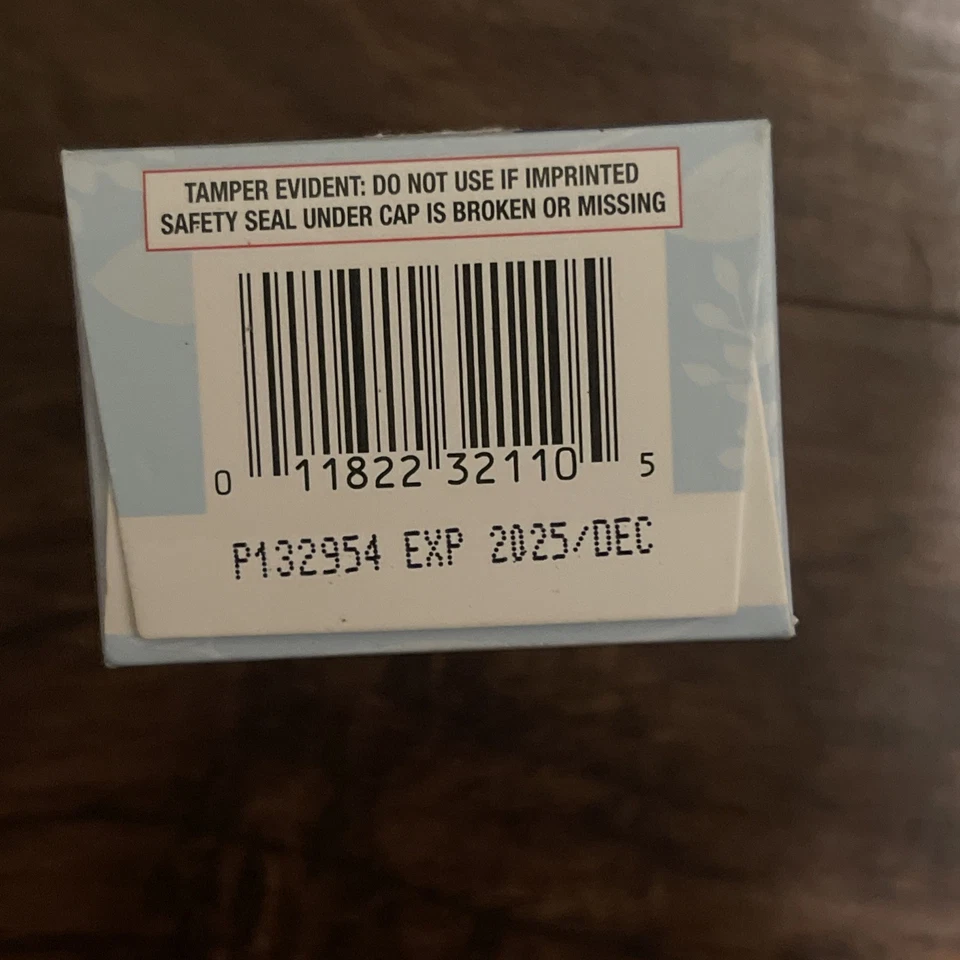 TAMPER EVIDENT: DO NOT USE IF IMPRINTED
SAFETY SEAL UNDER CAP IS BROKEN OR MISSING
0 11822 32110 5
P132954 EXP 2025/DEC